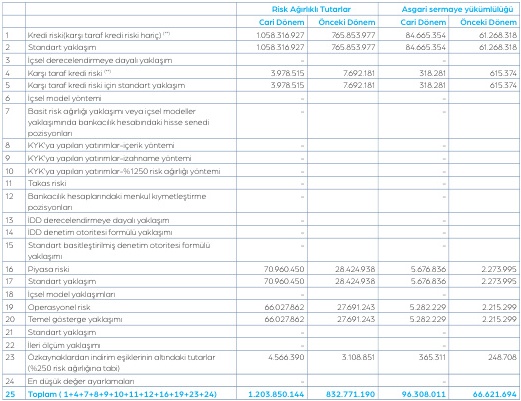 Risk Ağırlıklı Tutarlar Asgari sermaye yükümlülüğü
Cari Dönem Önceki Dönem Cari Dönem Önceki Dönem
1 Kredi riski(karşı taraf kredi riski hariç) (**) 1.058.316.927 765.853.977 84.665.354 61.268.318
2 Standart yaklaşım 1.058.316.927 765.853.977 84.665.354 61.268.318
3 İçsel derecelendirmeye dayalı yaklaşım - -
4 Karşı taraf kredi riski (**) 3.978.515 7.692.181 318.281 615.374
5 Karşı taraf kredi riski için standart yaklaşım 3.978.515 7.692.181 318.281 615.374
6 İçsel model yöntemi - -
7 Basit risk ağırlığı yaklaşımı veya içsel modeller
yaklaşımında bankacılık hesabındaki hisse senedi
pozisyonları - -
8 KYK'ya yapılan yatırımlar-içerik yöntemi - -
9 KYK'ya yapılan yatırımlar-izahname yöntemi - -
10 KYK'ya yapılan yatırımlar-%1250 risk ağırlığı yöntemi - -
11 Takas riski - -
12 Bankacılık hesaplarındaki menkul kıymetleştirme
pozisyonları - -
13 İDD derecelendirmeye dayalı yaklaşım - -
14 İDD denetim otoritesi formülü yaklaşımı - -
15 Standart basitleştirilmiş denetim otoritesi formülü
yaklaşımı - -
16 Piyasa riski 70.960.450 28.424.938 5.676.836 2.273.995
17 Standart yaklaşım 70.960.450 28.424.938 5.676.836 2.273.995
18 İçsel model yaklaşımları - -
19 Operasyonel risk 66.027.862 27.691.243 5.282.229 2.215.299
20 Temel gösterge yaklaşımı 66.027.862 27.691.243 5.282.229 2.215.299
21 Standart yaklaşım - -
22 İleri ölçüm yaklaşımı - -
23 Özkaynaklardan indirim eşiklerinin altındaki tutarlar
(%250 risk ağırlığına tabi) 4.566.390 3.108.851 365.311 248.708
24 En düşük değer ayarlamaları - -
25 Toplam ( 1+4+7+8+9+10+11+12+16+19+23+24) 1.203.850.144 832.771.190 96.308.011 66.621.694